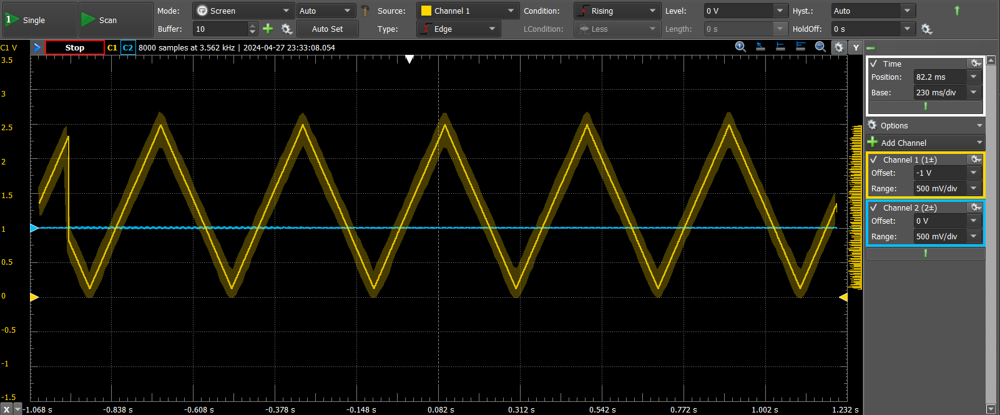 1 Single
Scan
Mode: Screen Auto Source: Channel 1 Condition: Rising Level: 0 V Hyst.: Auto
Buffer: 10 Auto Set Type: Edge LCondition: Less Length: 0 s HoldOff: 0 s
C1 V Stop C1 C2 8000 samples at 3.562 kHz | 2024-04-27 23:33:08.054 Y
3.5
3
2.5
2
1.5
1
0.5
0
-0.5
-1
-1.5
X -1.068 s -0.838 s -0.608 s -0.378 s -0.148 s 0.082 s 0.312 s 0.542 s 0.772 s 1.002 s 1.232 s
Time
Position: 82.2 ms
Base: 230 ms/div
Options
Add Channel
Channel 1 (1±)
Offset: -1 V
Range: 500 mV/div
Channel 2 (2±)
Offset: 0 V
Range: 500 mV/div